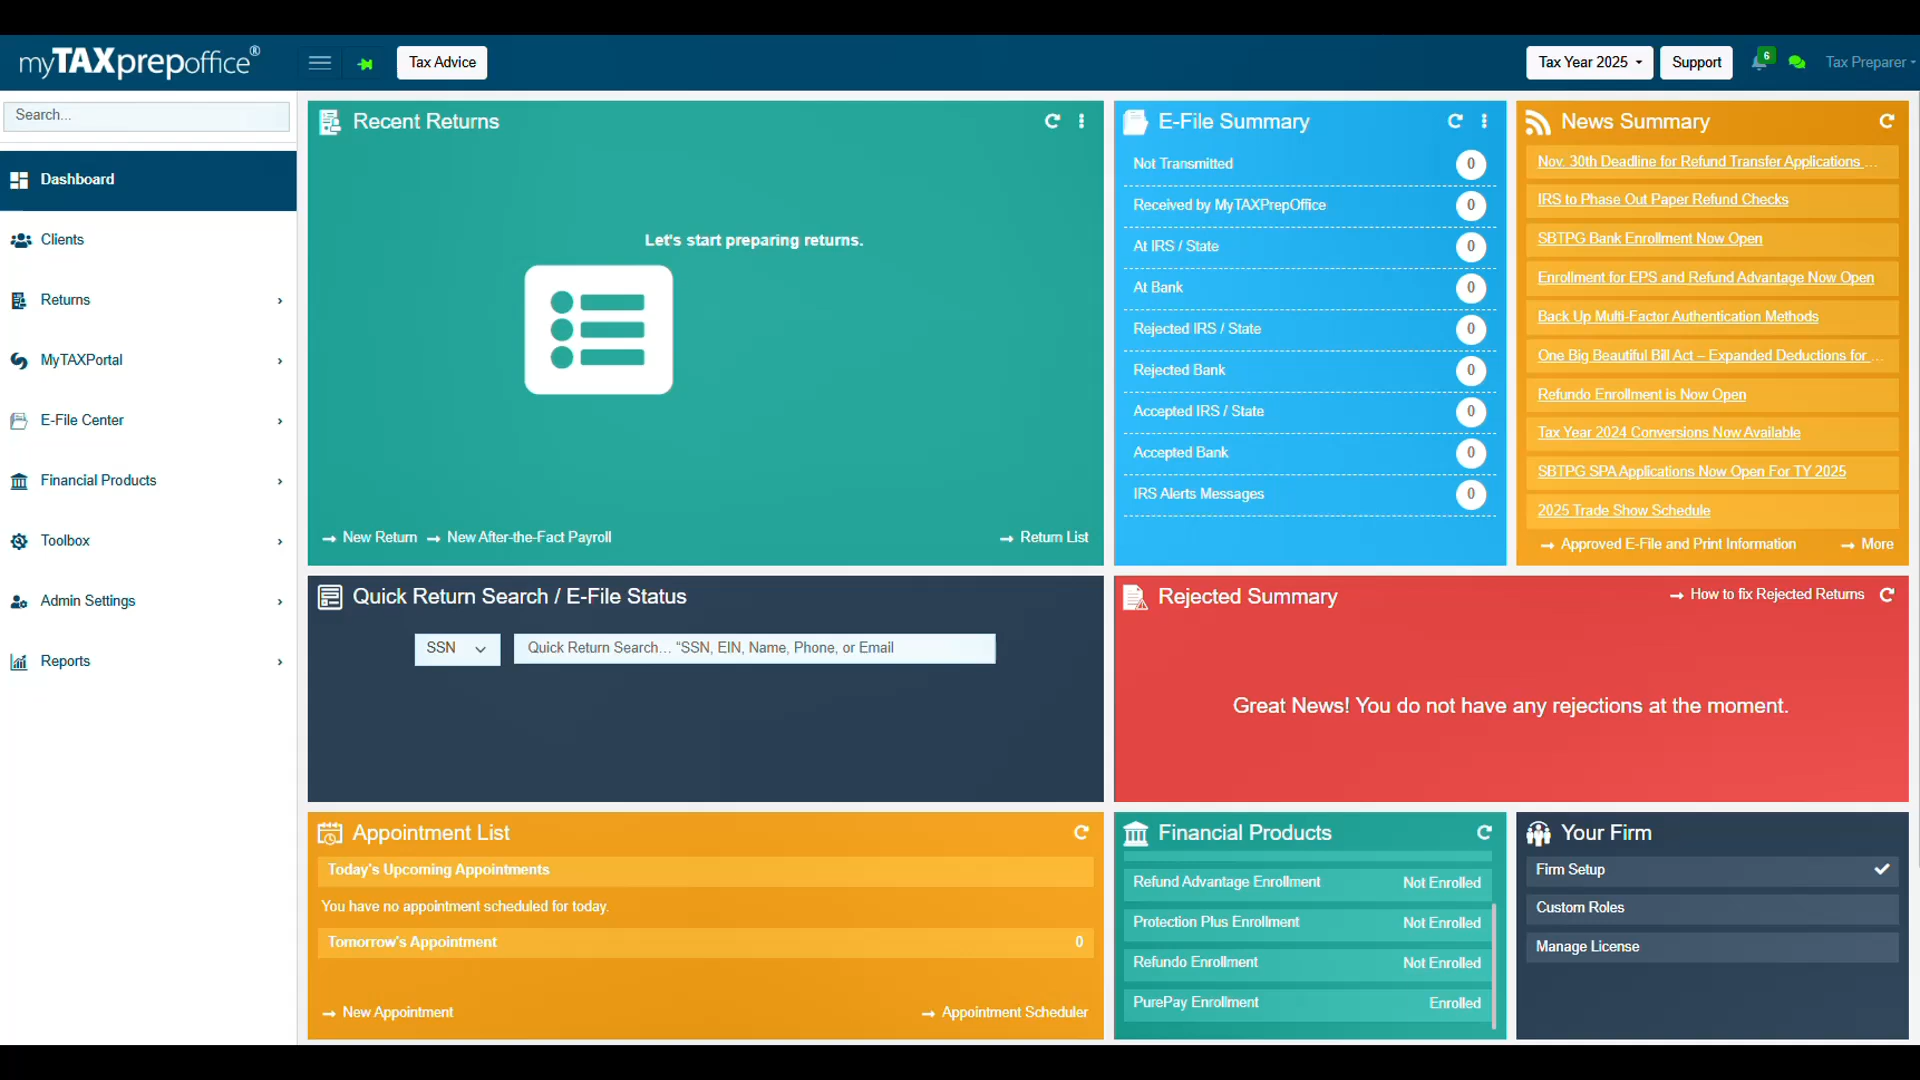 myTAXprepoffice®
Tax Advice
Tax Year 2025
Support
6
Tax Preparer
Search...
Dashboard
Clients
Returns
MyTAXPortal
E-File Center
Financial Products
Toolbox
Admin Settings
Reports
Recent Returns
Let's start preparing returns.
New Return
New After-the-Fact Payroll
Return List
E-File Summary
Not Transmitted 0
Received by MyTAXPrepOffice 0
At IRS / State 0
At Bank 0
Rejected IRS / State 0
Rejected Bank 0
Accepted IRS / State 0
Accepted Bank 0
IRS Alerts Messages 0
News Summary
Nov. 30th Deadline for Refund Transfer Applications ...
IRS to Phase Out Paper Refund Checks
SBTPG Bank Enrollment Now Open
Enrollment for EPS and Refund Advantage Now Open
Back Up Multi-Factor Authentication Methods
One Big Beautiful Bill Act – Expanded Deductions for ...
Refundo Enrollment is Now Open
Tax Year 2024 Conversions Now Available
SBTPG SPA Applications Now Open For TY 2025
2025 Trade Show Schedule
Approved E-File and Print Information
More
Quick Return Search / E-File Status
SSN
Quick Return Search... “SSN, EIN, Name, Phone, or Email
Rejected Summary
How to fix Rejected Returns
Great News! You do not have any rejections at the moment.
Appointment List
Today's Upcoming Appointments
You have no appointment scheduled for today.
Tomorrow's Appointment 0
New Appointment
Appointment Scheduler
Financial Products
Refund Advantage Enrollment Not Enrolled
Protection Plus Enrollment Not Enrolled
Refundo Enrollment Not Enrolled
PurePay Enrollment Enrolled
Your Firm
Firm Setup
Custom Roles
Manage License